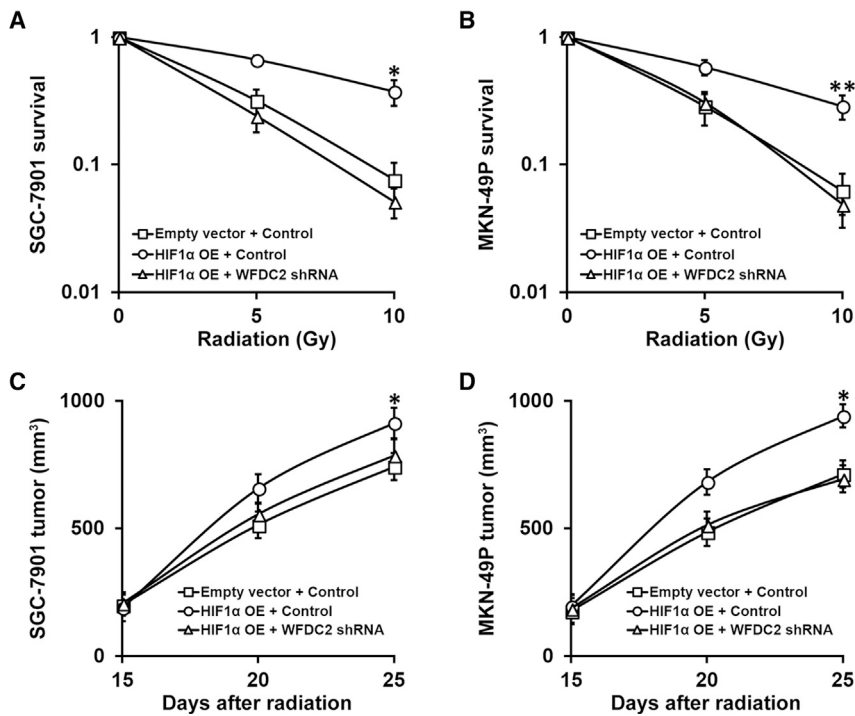 A
SGC-7901 survival
1
0.1
0.01
*
Empty vector + Control
HIF1α OE + Control
HIF1α OE + WFDC2 shRNA
0 5 10
Radiation (Gy)
B
MKN-49P survival
1
0.1
0.01
**
Empty vector + Control
HIF1α OE + Control
HIF1α OE + WFDC2 shRNA
0 5 10
Radiation (Gy)
C
SGC-7901 tumor (mm³)
1000
500
0
*
Empty vector + Control
HIF1α OE + Control
HIF1α OE + WFDC2 shRNA
15 20 25
Days after radiation
D
MKN-49P tumor (mm³)
1000
500
0
*
Empty vector + Control
HIF1α OE + Control
HIF1α OE + WFDC2 shRNA
15 20 25
Days after radiation